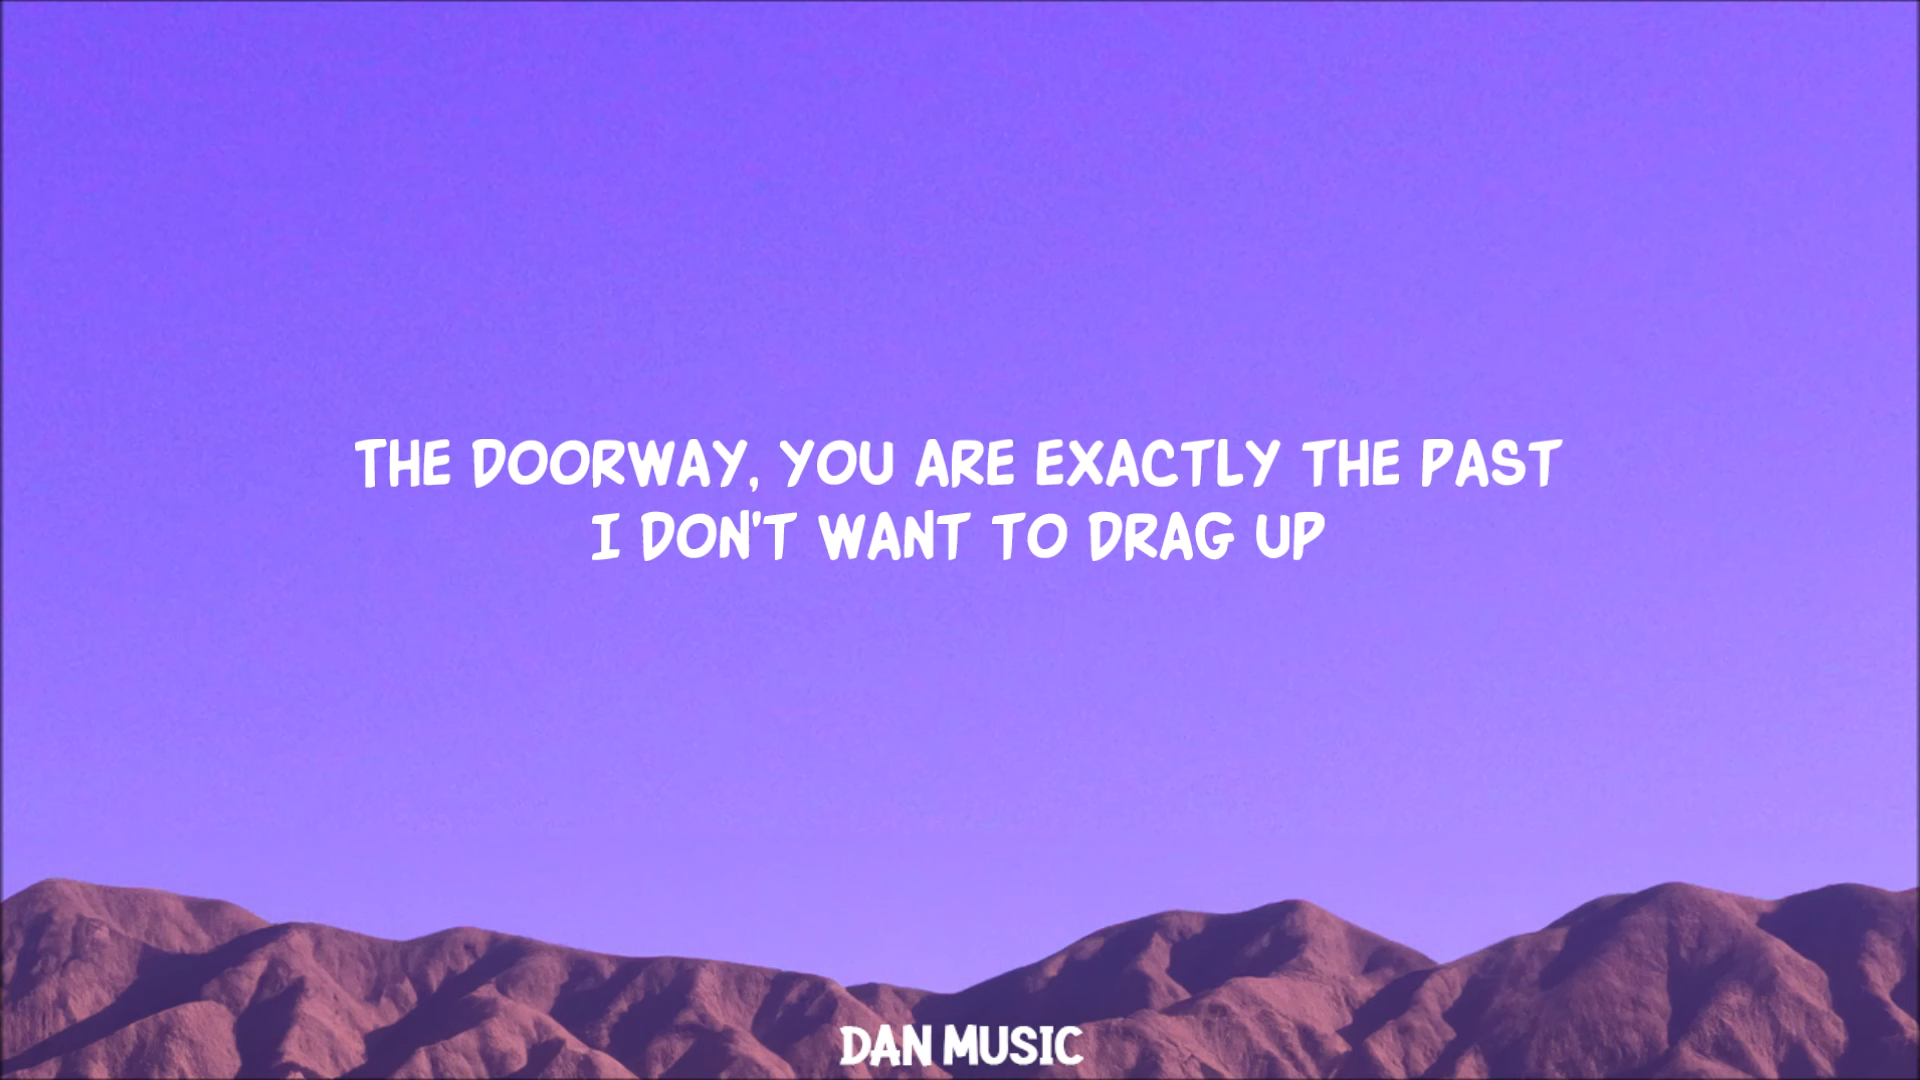 THE DOORWAY, YOU ARE EXACTLY THE PAST
I DON'T WANT TO DRAG UP
DAN MUSIC